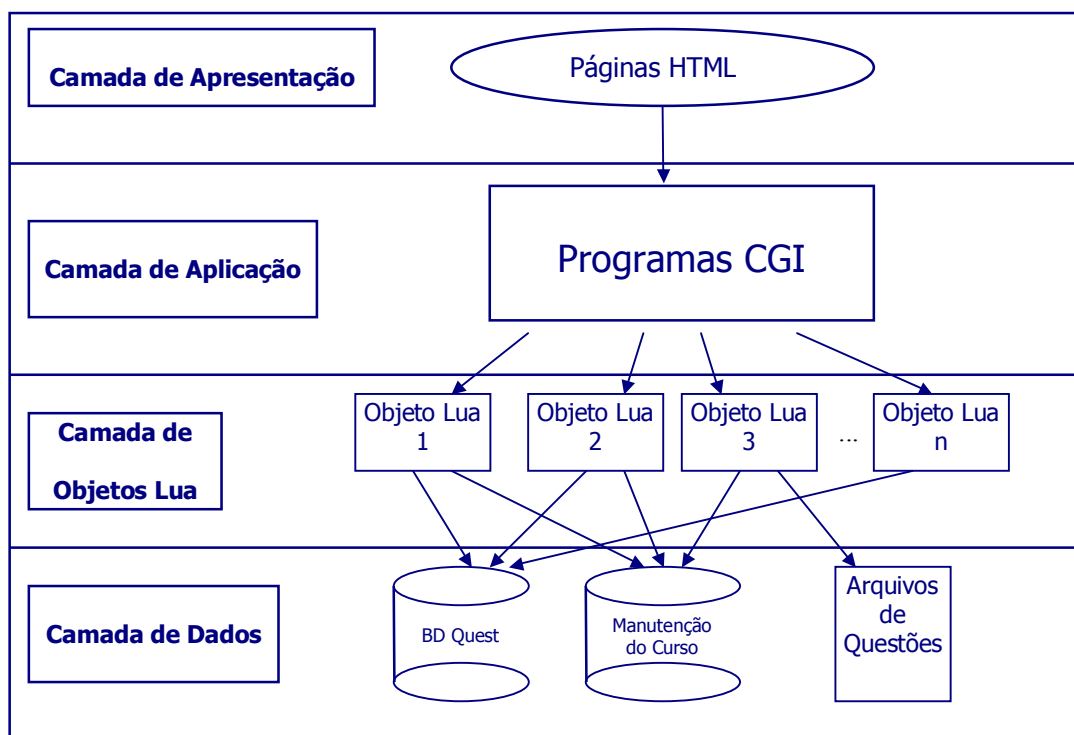 Camada de Apresentação
Páginas HTML
Camada de Aplicação
Programas CGI
Camada de
Objetos Lua
Objeto Lua
1
Objeto Lua
2
Objeto Lua
3
...
Objeto Lua
n
Camada de Dados
BD Quest
Manutenção
do Curso
Arquivos
de
Questões